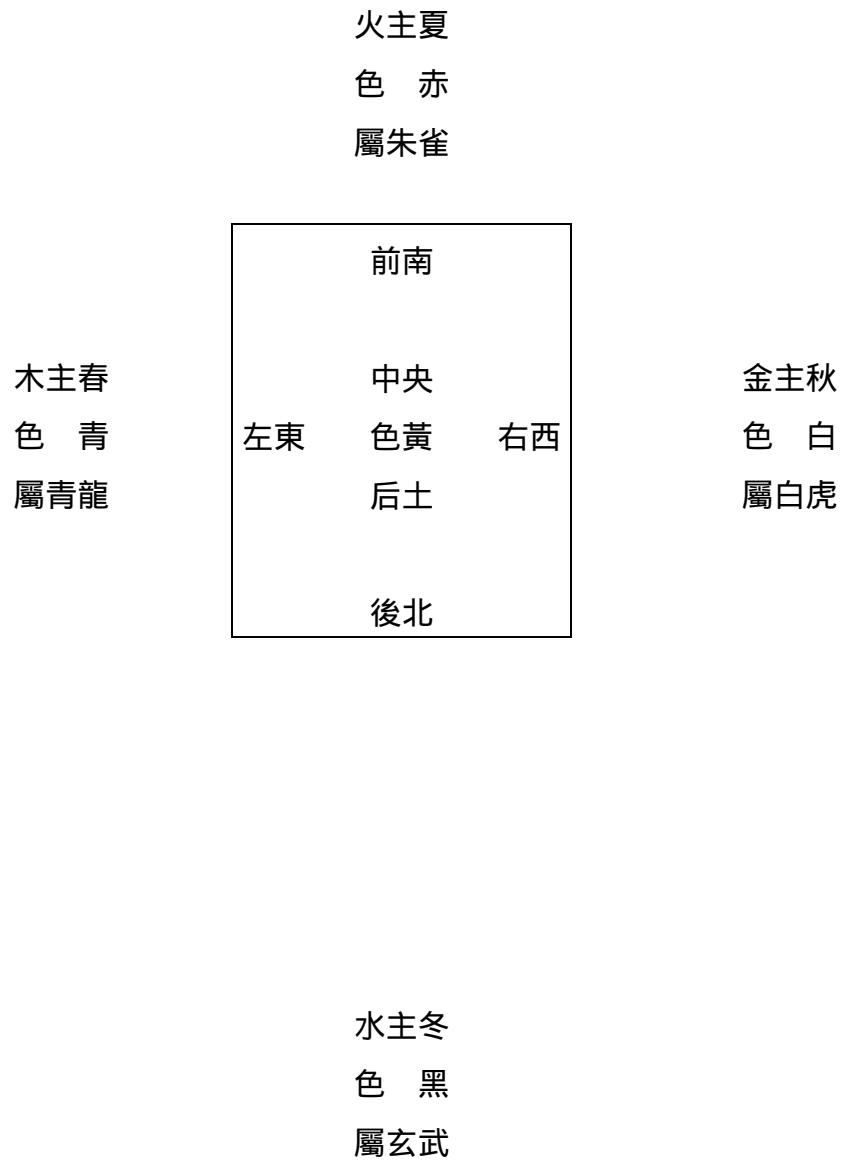 火主夏
色　赤
屬朱雀
前南
木主春
色　青
屬青龍
左東
中央
色黃
后土
右西
金主秋
色　白
屬白虎
後北
水主冬
色　黑
屬玄武